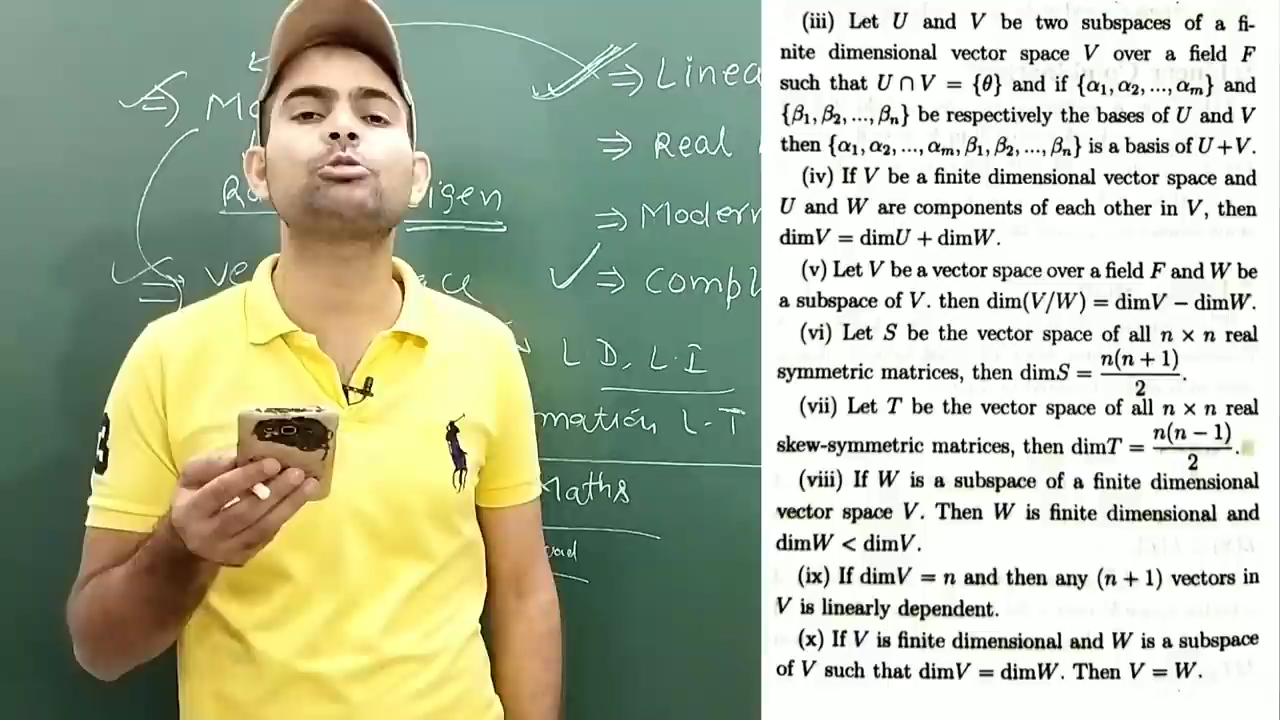 Linea
Real
Modern
eigen
compl
L D, L.I
mation L-T
Maths
3
(iii) Let U and V be two subspaces of a fi-
nite dimensional vector space V over a field F
such that U ∩ V = {θ} and if {α₁, α₂, ..., αₘ} and
{β₁, β₂, ..., βₙ} be respectively the bases of U and V
then {α₁, α₂, ..., αₘ, β₁, β₂, ..., βₙ} is a basis of U + V.
(iv) If V be a finite dimensional vector space and
U and W are components of each other in V, then
dimV = dimU + dimW.
(v) Let V be a vector space over a field F and W be
a subspace of V. then dim(V/W) = dimV − dimW.
(vi) Let S be the vector space of all n × n real
symmetric matrices, then dimS = n(n + 1)/2.
(vii) Let T be the vector space of all n × n real
skew-symmetric matrices, then dimT = n(n − 1)/2.
(viii) If W is a subspace of a finite dimensional
vector space V. Then W is finite dimensional and
dimW < dimV.
(ix) If dimV = n and then any (n + 1) vectors in
V is linearly dependent.
(x) If V is finite dimensional and W is a subspace
of V such that dimV = dimW. Then V = W.